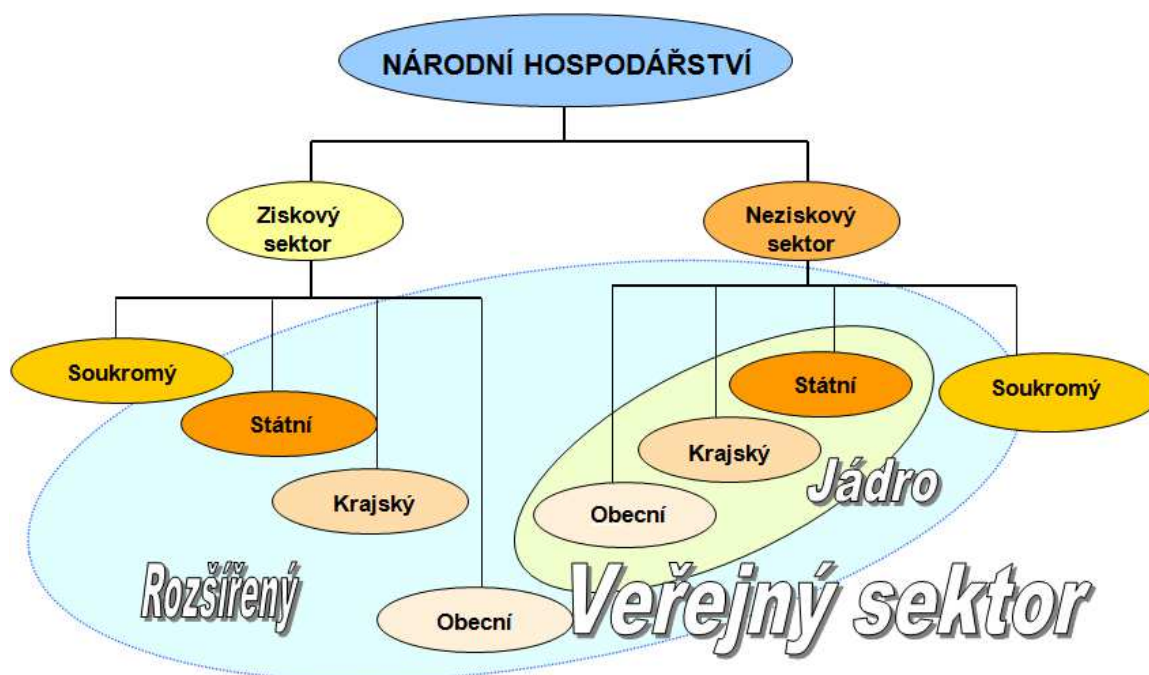 NÁRODNÍ HOSPODÁŘSTVÍ
Ziskový
sektor
Neziskový
sektor
Soukromý
Státní
Krajský
Obecní
Obecní
Krajský
Státní
Soukromý
Jádro
Rozšířený
Veřejný sektor